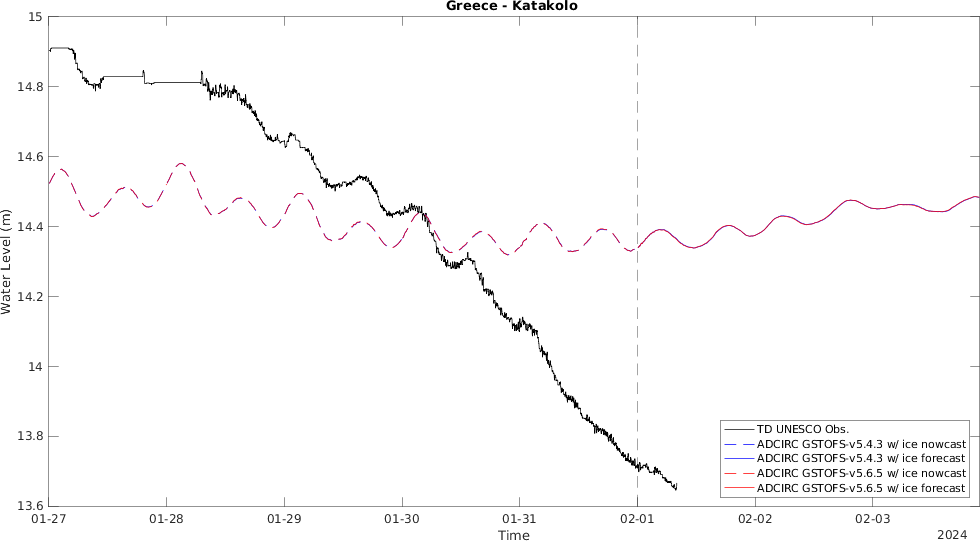 Greece - Katakolo
15
14.8
14.6
14.4
14.2
14
13.8
13.6
Water Level (m)
01-27 01-28 01-29 01-30 01-31 02-01 02-02 02-03
Time
2024
TD UNESCO Obs.
ADCIRC GSTOFS-v5.4.3 w/ ice nowcast
ADCIRC GSTOFS-v5.4.3 w/ ice forecast
ADCIRC GSTOFS-v5.6.5 w/ ice nowcast
ADCIRC GSTOFS-v5.6.5 w/ ice forecast